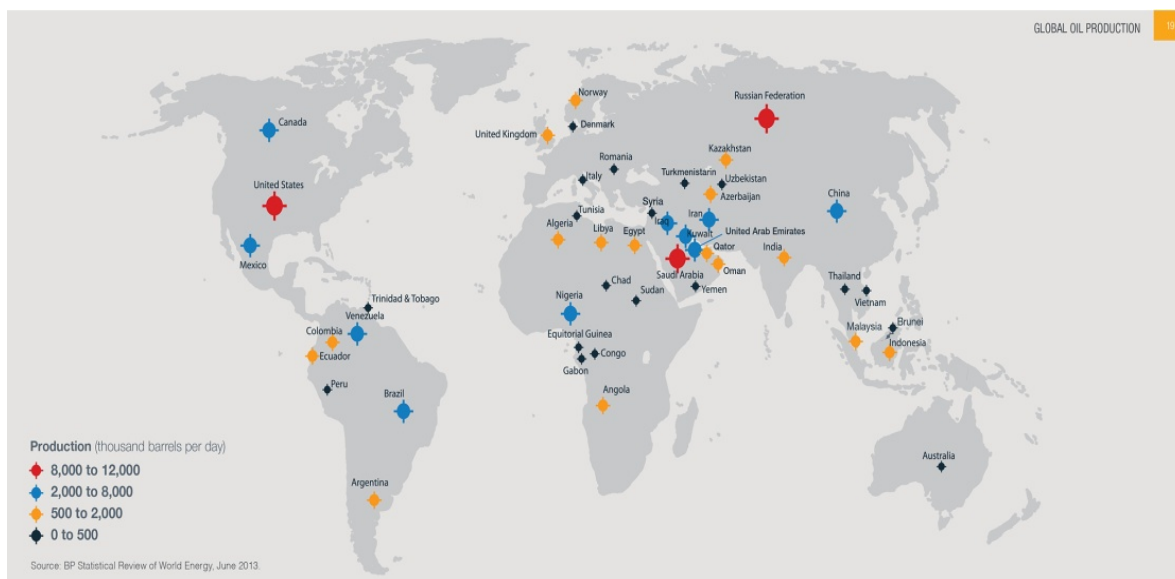 GLOBAL OIL PRODUCTION 19
Norway
Russian Federation
Canada
Denmark
United Kingdom
Kazakhstan
Romania
Turkmenistarin
Uzbekistan
Italy
United States
Azerbaijan
China
Syria
Tunisia
Iraq
Iran
Algeria
Libya
Egypt
Kuwait
United Arab Emirates
Qator
India
Mexico
Oman
Saudi Arabia
Chad
Yemen
Thailand
Sudan
Vietnam
Trinidad & Tobago
Nigeria
Venezuela
Colombia
Equitorial Guinea
Malaysia
Brunei
Indonesia
Ecuador
Congo
Gabon
Peru
Brazil
Angola
Production (thousand barrels per day)
8,000 to 12,000
2,000 to 8,000
500 to 2,000
0 to 500
Australia
Argentina
Source: BP Statistical Review of World Energy, June 2013.